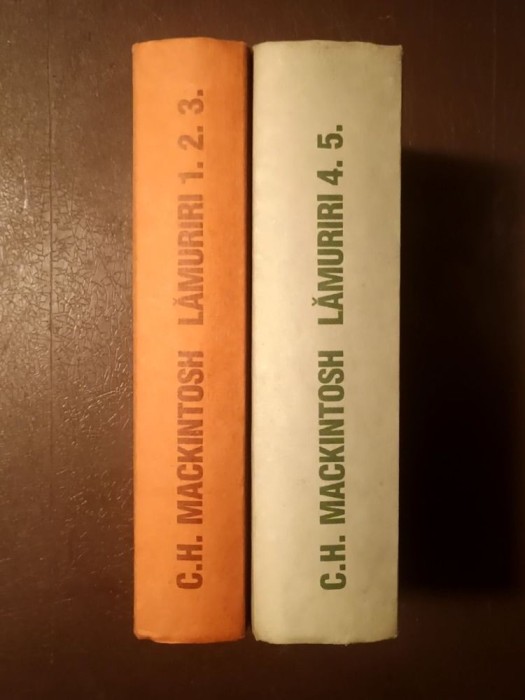 C.H. MACKINTOSH LĂMURIRI 1. 2. 3.
C.H. MACKINTOSH LĂMURIRI 4. 5.